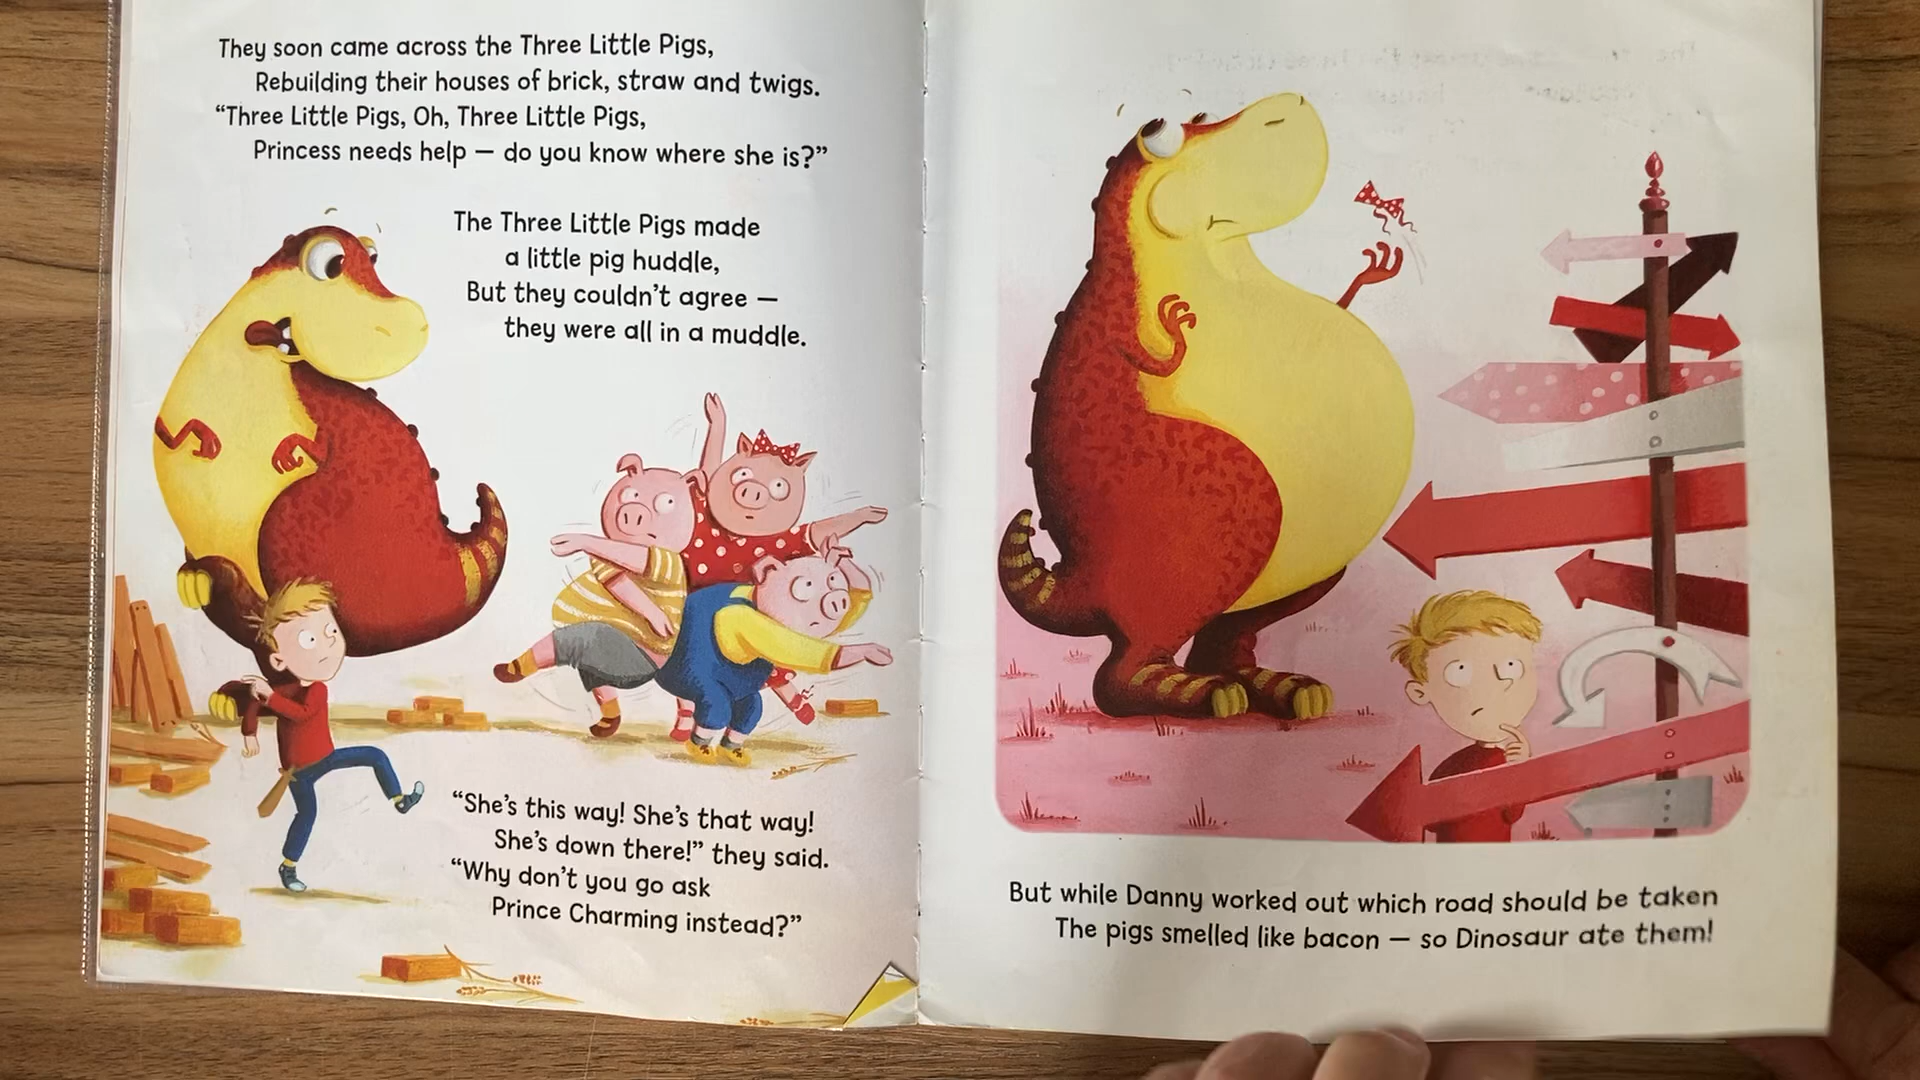 They soon came across the Three Little Pigs,
Rebuilding their houses of brick, straw and twigs.
“Three Little Pigs, Oh, Three Little Pigs,
Princess needs help — do you know where she is?”
The Three Little Pigs made
a little pig huddle,
But they couldn’t agree —
they were all in a muddle.
“She’s this way! She’s that way!
She’s down there!” they said.
“Why don’t you go ask
Prince Charming instead?”
But while Danny worked out which road should be taken
The pigs smelled like bacon — so Dinosaur ate them!